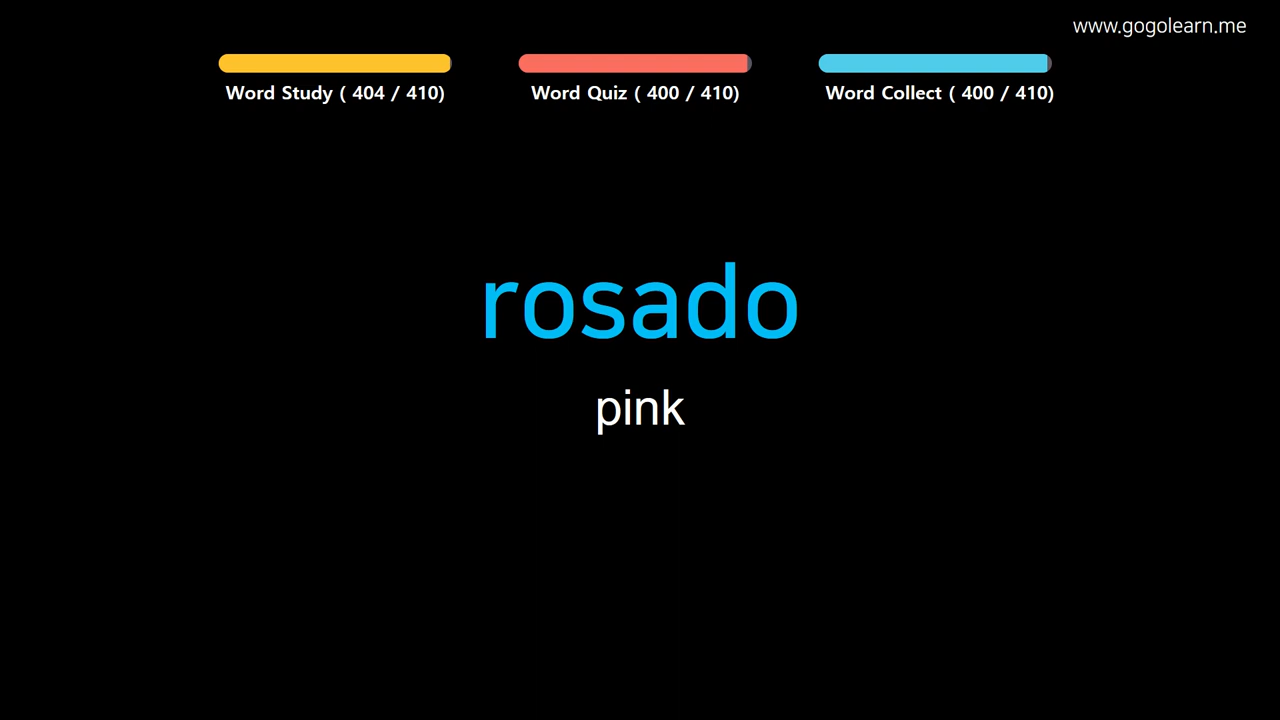 www.gogolearn.me
Word Study ( 404 / 410)
Word Quiz ( 400 / 410)
Word Collect ( 400 / 410)
rosado
pink